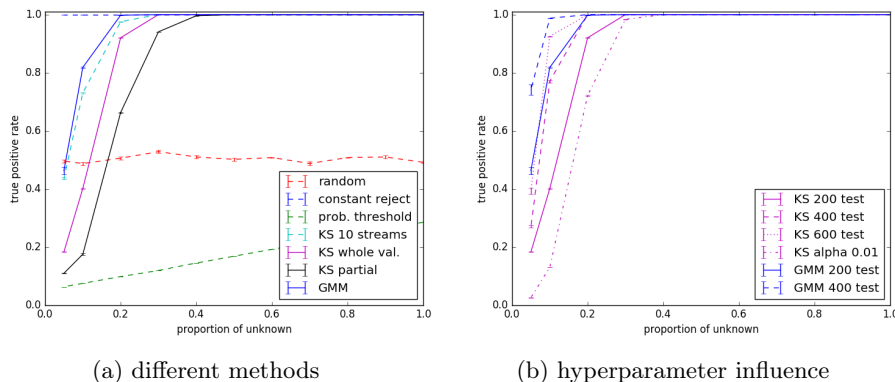 1.0
0.8
0.6
0.4
0.2
0.0
true positive rate
0.0 0.2 0.4 0.6 0.8 1.0
proportion of unknown
random
constant reject
prob. threshold
KS 10 streams
KS whole val.
KS partial
GMM
(a) different methods
1.0
0.8
0.6
0.4
0.2
0.0
true positive rate
0.0 0.2 0.4 0.6 0.8 1.0
proportion of unknown
KS 200 test
KS 400 test
KS 600 test
KS alpha 0.01
GMM 200 test
GMM 400 test
(b) hyperparameter influence